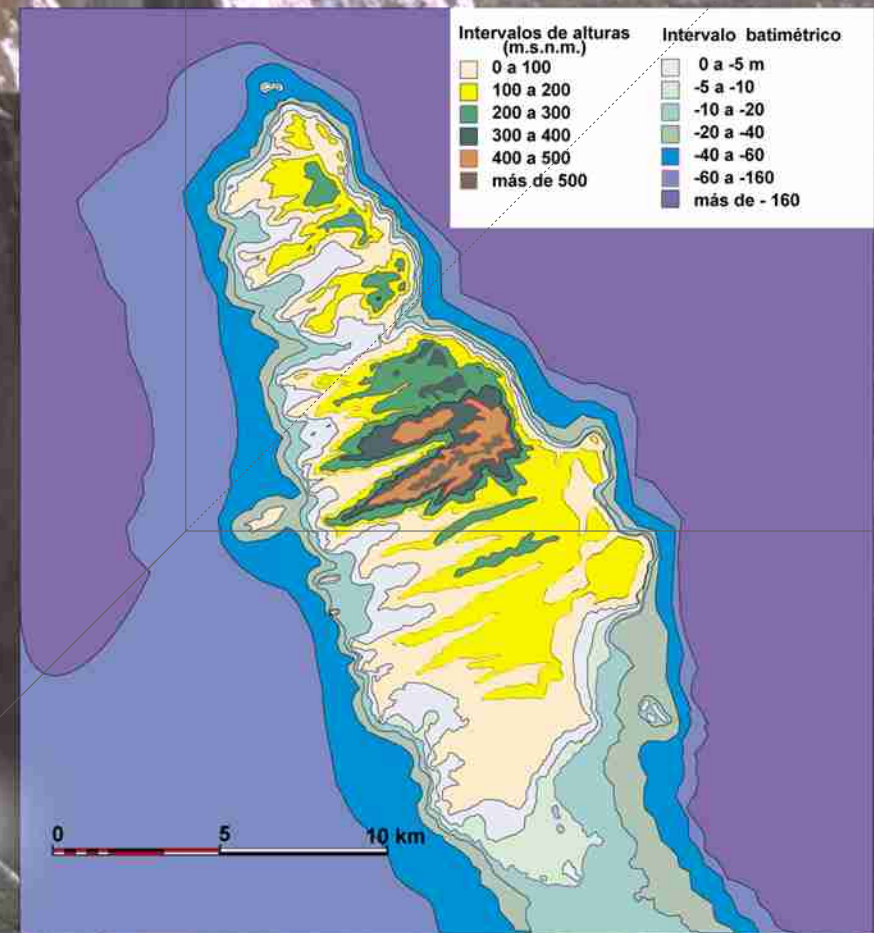 Intervalos de alturas
(m.s.n.m.)
0 a 100
100 a 200
200 a 300
300 a 400
400 a 500
más de 500
Intervalo batimétrico
0 a -5 m
-5 a -10
-10 a -20
-20 a -40
-40 a -60
-60 a -160
más de - 160
0 5 10 km